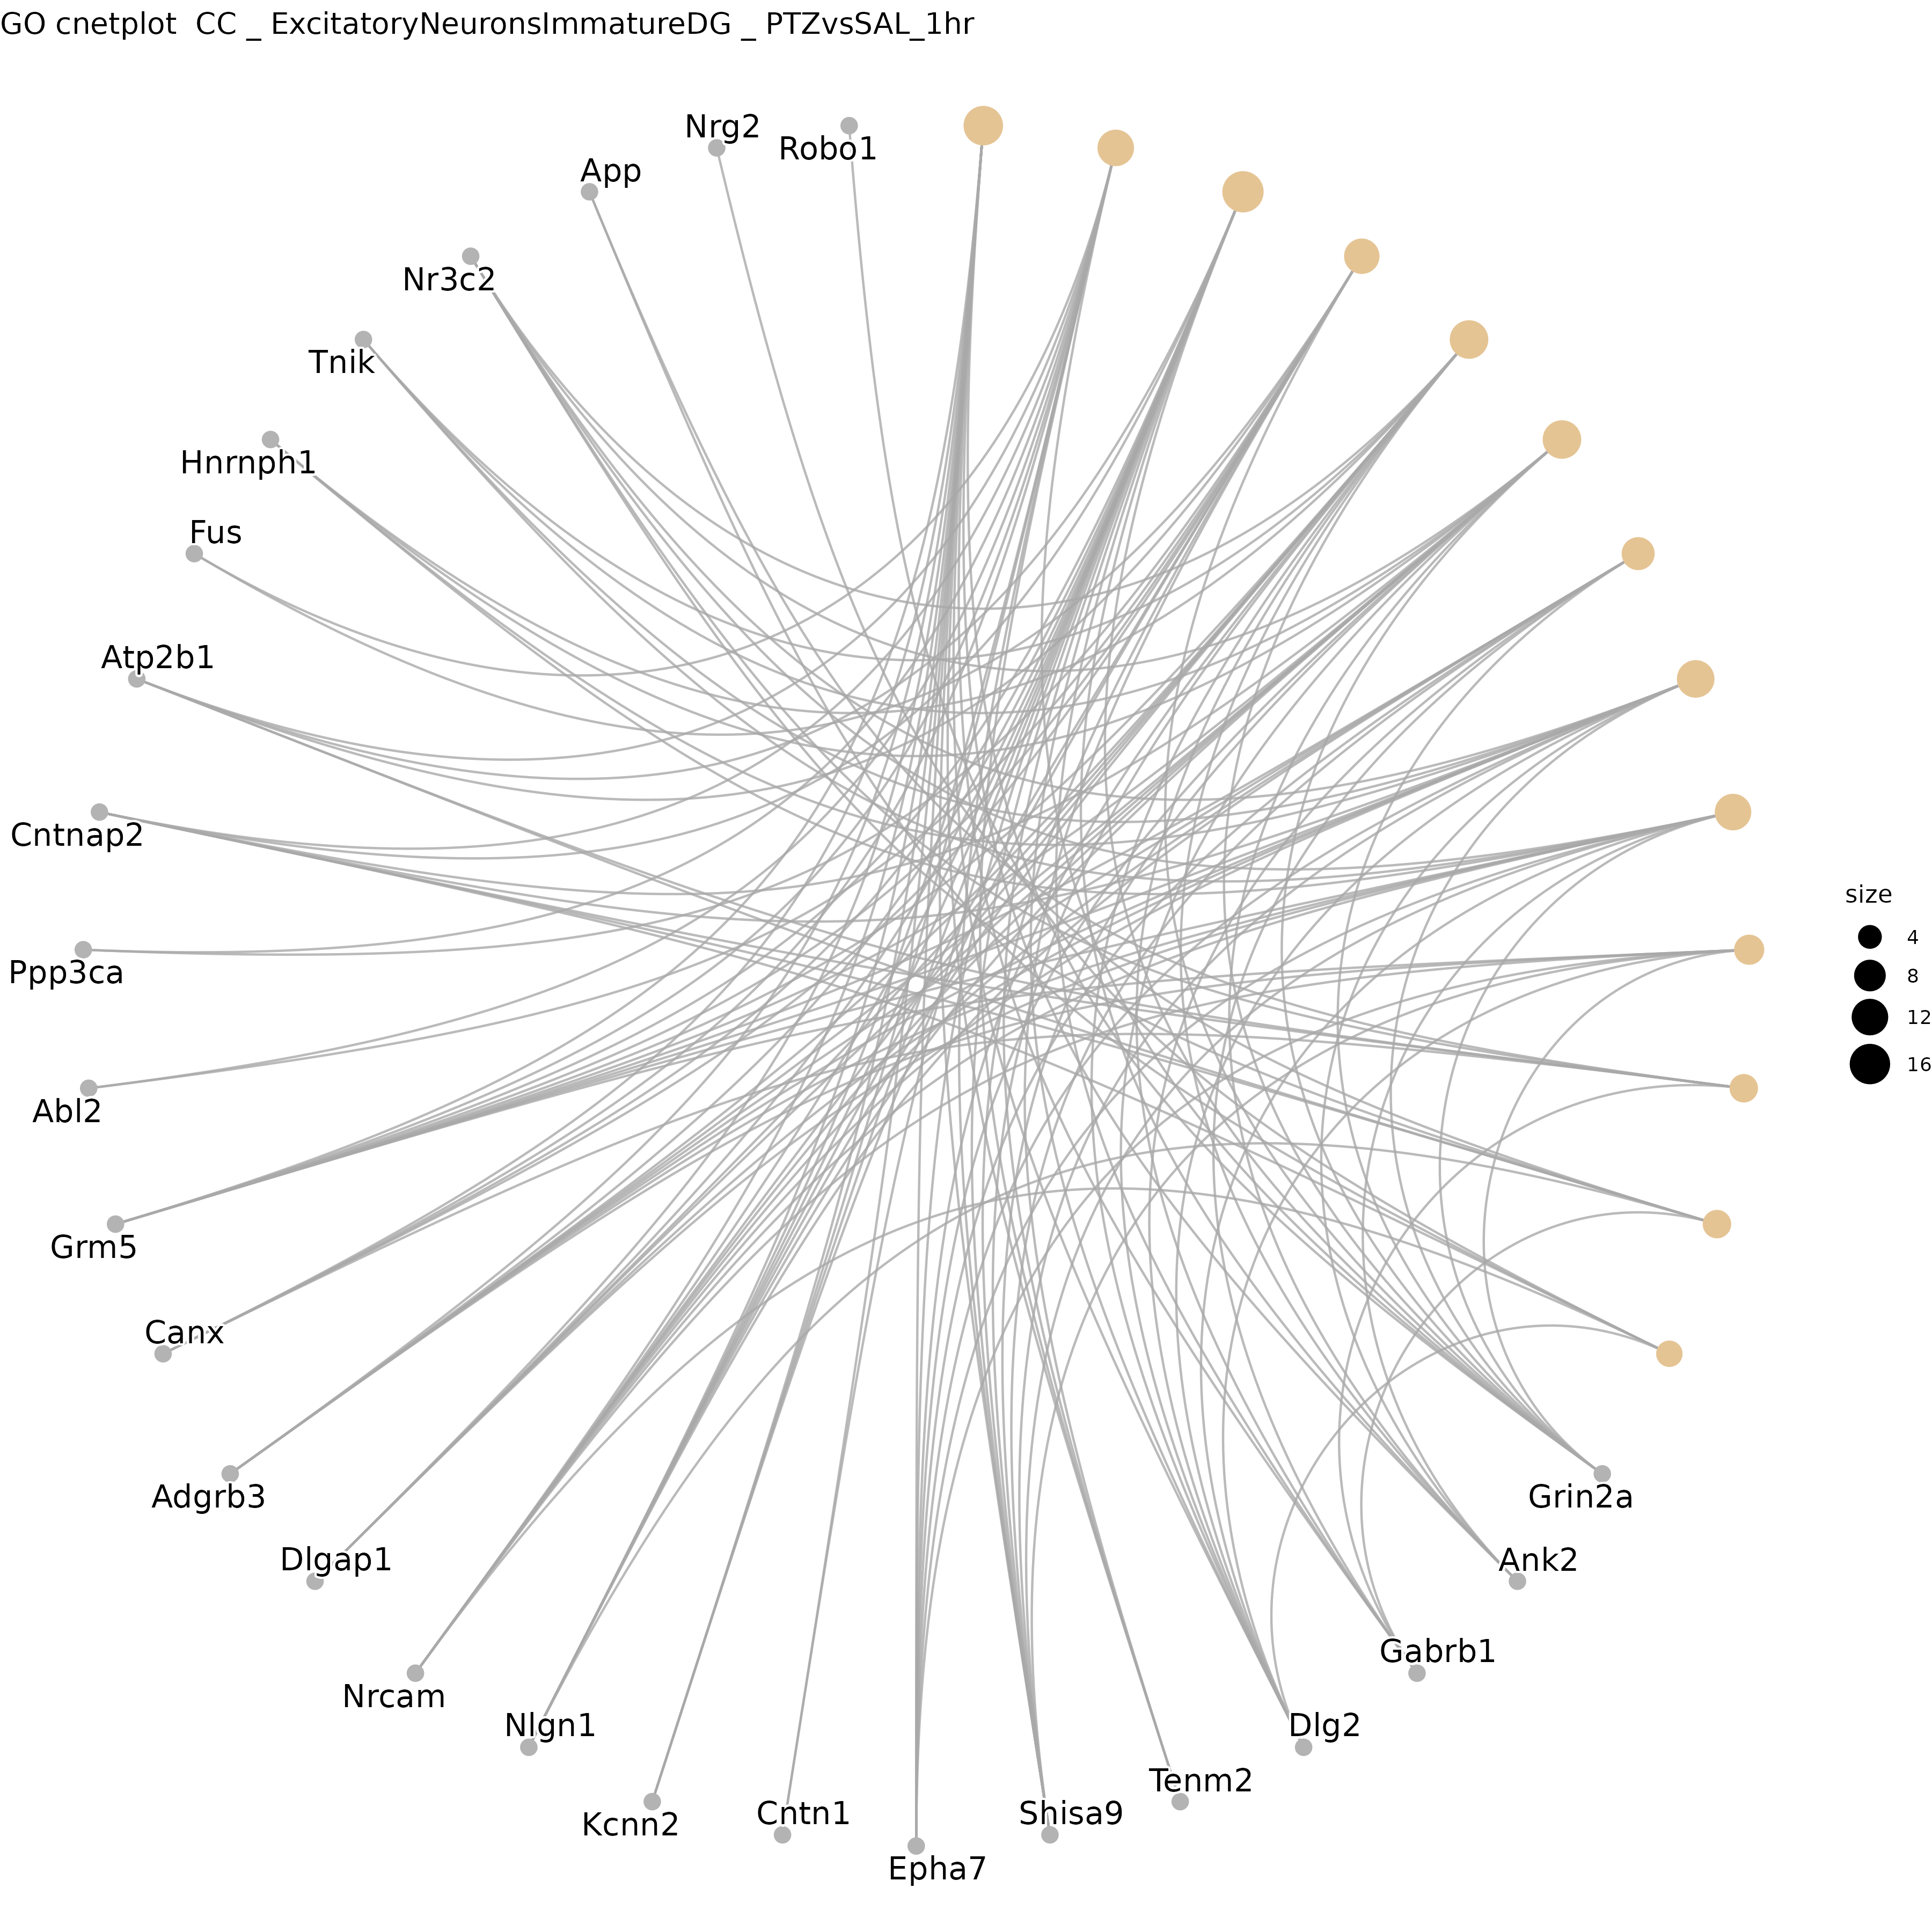 GO cnetplot  CC _ ExcitatoryNeuronsImmatureDG _ PTZvsSAL_1hr
Nrg2
Robo1
App
Nr3c2
Tnik
Hnrnph1
Fus
Atp2b1
Cntnap2
size
4
8
12
16
Ppp3ca
Abl2
Grm5
Canx
Adgrb3
Grin2a
Dlgap1
Ank2
Gabrb1
Nrcam
Nlgn1
Dlg2
Tenm2
Kcnn2
Cntn1
Shisa9
Epha7